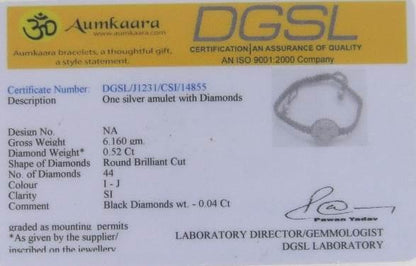 ॐ Aumkaara
Aumkaara bracelets, a thoughtful gift,
a style statement.
DGSL
CERTIFICATION AN ASSURANCE OF QUALITY
AN ISO 9001:2000 Company
Certificate Number DGSL/J1231/CSI/14855
Description One silver amulet with Diamonds
Design No. NA
Gross Weight 6.160 gm.
Diamond Weight* 0.52 Ct
Shape of Diamonds Round Brilliant Cut
No. of Diamonds 44
Colour I - J
Clarity SI
Comment Black Diamonds wt. - 0.04 Ct
graded as mounting permits
*As given by the supplier/
inscribed on the jewellery
Pawan Yadav
LABORATORY DIRECTOR/GEMMOLOGIST
DGSL LABORATORY